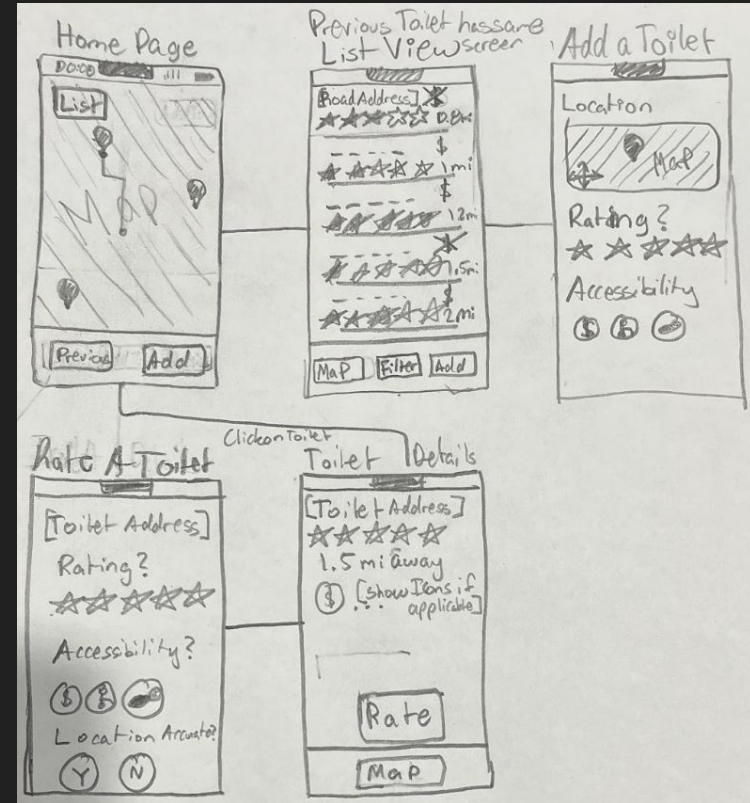 Home Page
List
Map
Previous
Add
Previous Toilet has same
List View screen
[Road Address] $
0.8mi
$
1mi
$
1.2mi
$
1.5mi
$
2mi
Map
Filter
Add
Add a Toilet
Location
Map
Rating?
Accessibility
$
Click on Toilet
Rate A Toilet
[Toilet Address]
Rating?
Accessibility?
$
Location Accurate?
Y N
Toilet Details
[Toilet Address]
1.5 mi away
$ [show Icons if
... applicable]
Rate
Map